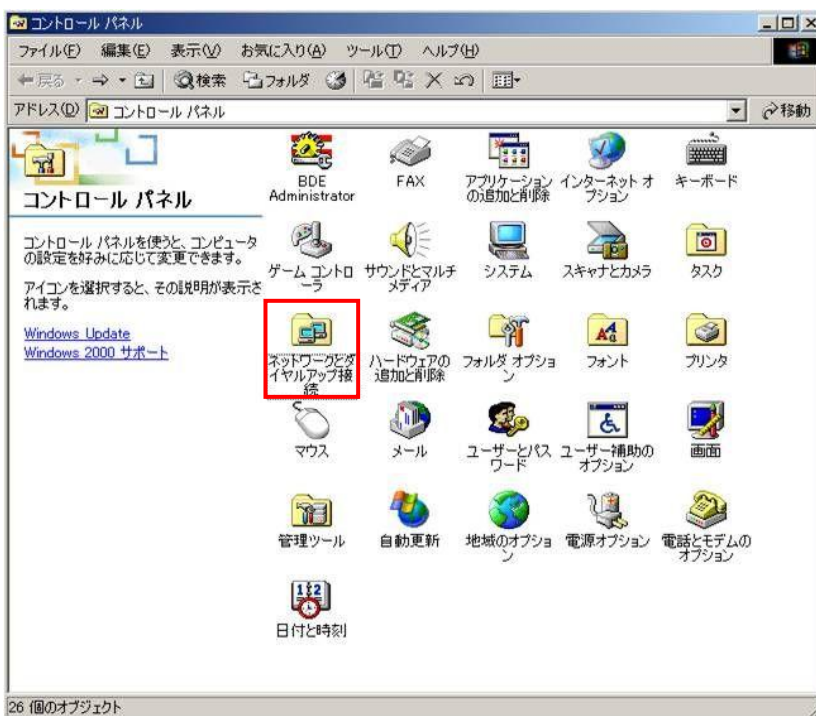 コントロール パネル
ファイル(F) 編集(E) 表示(V) お気に入り(A) ツール(T) ヘルプ(H)
戻る 検索 フォルダ
アドレス(D) コントロール パネル 移動
コントロール パネル
コントロール パネルを使うと、コンピュータ
の設定を好みに応じて変更できます。
アイコンを選択すると、その説明が表示さ
れます。
Windows Update
Windows 2000 サポート
BDE
Administrator
FAX
アプリケーション
の追加と削除
インターネット オ
プション
キーボード
ゲーム コントロ
ーラ
サウンドとマルチ
メディア
システム
スキャナとカメラ
タスク
ネットワークとダ
イヤルアップ接
続
ハードウェアの
追加と削除
フォルダ オプショ
ン
フォント
プリンタ
マウス
メール
ユーザーとパス
ワード
ユーザー補助の
オプション
画面
管理ツール
自動更新
地域のオプショ
ン
電源オプション
電話とモデムの
オプション
日付と時刻
26 個のオブジェクト